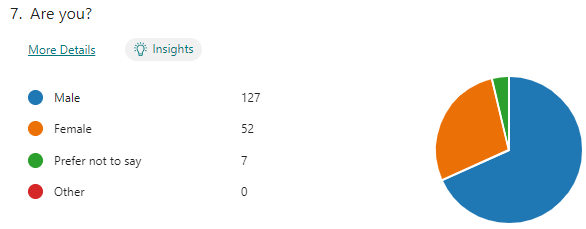 7. Are you?
More Details Insights
Male 127
Female 52
Prefer not to say 7
Other 0